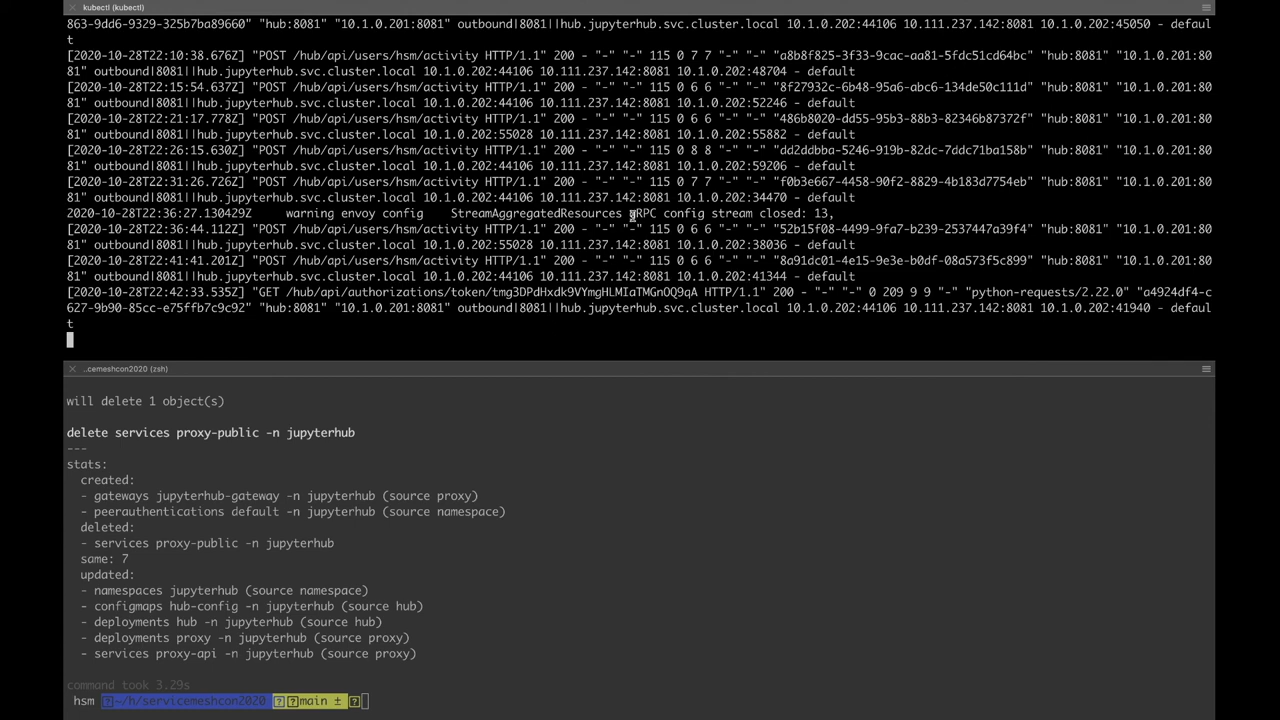 kubectl (kubectl)
863-9dd6-9329-325b7ba89660" "hub:8081" "10.1.0.201:8081" outbound|8081||hub.jupyterhub.svc.cluster.local 10.1.0.202:44106 10.111.237.142:8081 10.1.0.202:45050 - defaul
t
[2020-10-28T22:10:38.676Z] "POST /hub/api/users/hsm/activity HTTP/1.1" 200 - "-" "-" 115 0 7 7 "-" "-" "a8b8f825-3f33-9cac-aa81-5fdc51cd64bc" "hub:8081" "10.1.0.201:80
81" outbound|8081||hub.jupyterhub.svc.cluster.local 10.1.0.202:44106 10.111.237.142:8081 10.1.0.202:48704 - default
[2020-10-28T22:15:54.637Z] "POST /hub/api/users/hsm/activity HTTP/1.1" 200 - "-" "-" 115 0 6 6 "-" "-" "8f27932c-6b48-95a6-abc6-134de50c111d" "hub:8081" "10.1.0.201:80
81" outbound|8081||hub.jupyterhub.svc.cluster.local 10.1.0.202:44106 10.111.237.142:8081 10.1.0.202:52246 - default
[2020-10-28T22:21:17.778Z] "POST /hub/api/users/hsm/activity HTTP/1.1" 200 - "-" "-" 115 0 6 6 "-" "-" "486b8020-dd55-95b3-88b3-82346b87372f" "hub:8081" "10.1.0.201:80
81" outbound|8081||hub.jupyterhub.svc.cluster.local 10.1.0.202:55028 10.111.237.142:8081 10.1.0.202:55882 - default
[2020-10-28T22:26:15.630Z] "POST /hub/api/users/hsm/activity HTTP/1.1" 200 - "-" "-" 115 0 8 8 "-" "-" "dd2ddbba-5246-919b-82dc-7ddc71ba158b" "hub:8081" "10.1.0.201:80
81" outbound|8081||hub.jupyterhub.svc.cluster.local 10.1.0.202:44106 10.111.237.142:8081 10.1.0.202:59206 - default
[2020-10-28T22:31:26.726Z] "POST /hub/api/users/hsm/activity HTTP/1.1" 200 - "-" "-" 115 0 7 7 "-" "-" "f0b3e667-4458-90f2-8829-4b183d7754eb" "hub:8081" "10.1.0.201:80
81" outbound|8081||hub.jupyterhub.svc.cluster.local 10.1.0.202:44106 10.111.237.142:8081 10.1.0.202:34470 - default
2020-10-28T22:36:27.130429Z warning envoy config StreamAggregatedResources gRPC config stream closed: 13,
[2020-10-28T22:36:44.112Z] "POST /hub/api/users/hsm/activity HTTP/1.1" 200 - "-" "-" 115 0 6 6 "-" "-" "52b15f08-4499-9fa7-b239-2537447a39f4" "hub:8081" "10.1.0.201:80
81" outbound|8081||hub.jupyterhub.svc.cluster.local 10.1.0.202:55028 10.111.237.142:8081 10.1.0.202:38036 - default
[2020-10-28T22:41:41.201Z] "POST /hub/api/users/hsm/activity HTTP/1.1" 200 - "-" "-" 115 0 6 6 "-" "-" "8a91dc01-4e15-9e3e-b0df-08a573f5c899" "hub:8081" "10.1.0.201:80
81" outbound|8081||hub.jupyterhub.svc.cluster.local 10.1.0.202:44106 10.111.237.142:8081 10.1.0.202:41344 - default
[2020-10-28T22:42:33.535Z] "GET /hub/api/authorizations/token/tmg3DPdHxdk9VYmgHLMIaTMGnOQ9qA HTTP/1.1" 200 - "-" "-" 0 209 9 9 "-" "python-requests/2.22.0" "a4924df4-c
627-9b90-85cc-e75ffb7c9c92" "hub:8081" "10.1.0.201:8081" outbound|8081||hub.jupyterhub.svc.cluster.local 10.1.0.202:44106 10.111.237.142:8081 10.1.0.202:41940 - defaul
t
..cemeshcon2020 (zsh)
will delete 1 object(s)
delete services proxy-public -n jupyterhub
---
stats:
created:
- gateways jupyterhub-gateway -n jupyterhub (source proxy)
- peerauthentications default -n jupyterhub (source namespace)
deleted:
- services proxy-public -n jupyterhub
same: 7
updated:
- namespaces jupyterhub (source namespace)
- configmaps hub-config -n jupyterhub (source hub)
- deployments hub -n jupyterhub (source hub)
- deployments proxy -n jupyterhub (source proxy)
- services proxy-api -n jupyterhub (source proxy)
command took 3.29s
hsm ~/h/servicemeshcon2020 main ±